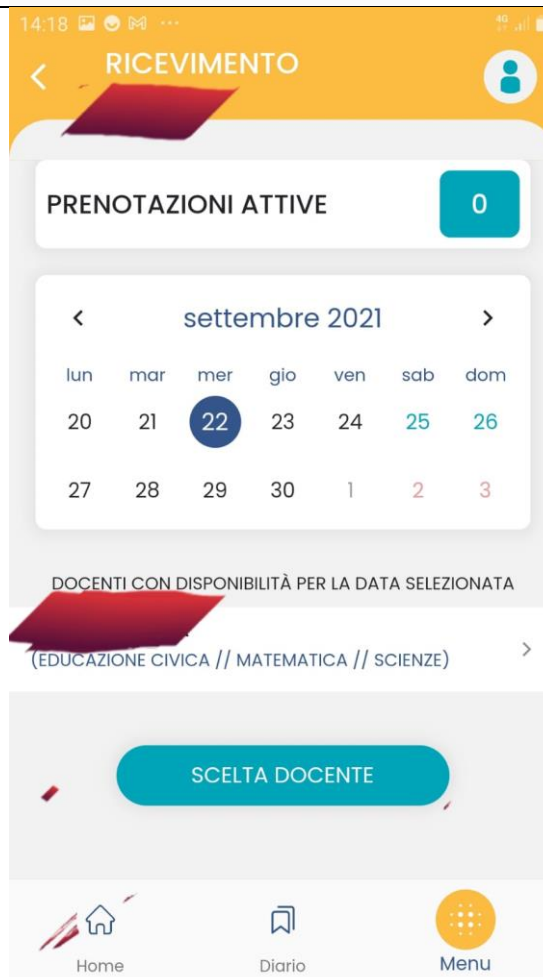 14:18
4G
RICEVIMENTO
PRENOTAZIONI ATTIVE 0
settembre 2021
lun mar mer gio ven sab dom
20 21 22 23 24 25 26
27 28 29 30 1 2 3
DOCENTI CON DISPONIBILITÀ PER LA DATA SELEZIONATA
(EDUCAZIONE CIVICA // MATEMATICA // SCIENZE)
SCELTA DOCENTE
Home Diario Menu